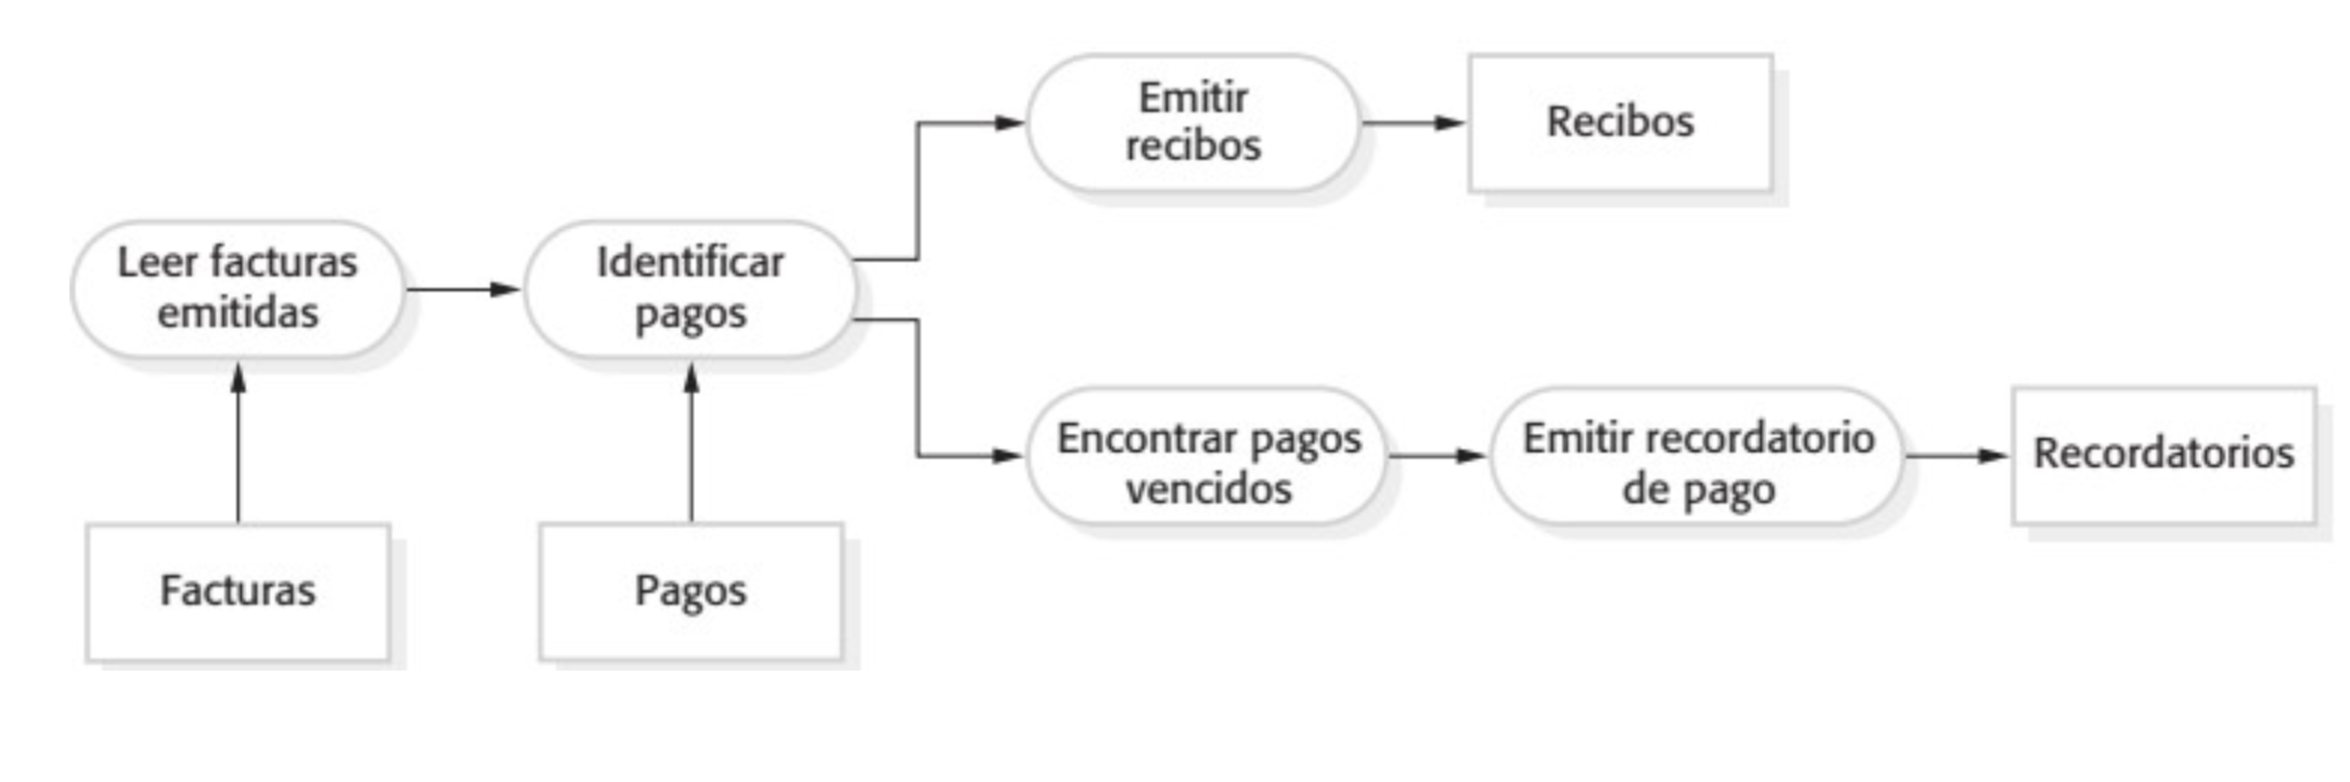 Emitir
recibos
Recibos
Leer facturas
emitidas
Identificar
pagos
Encontrar pagos
vencidos
Emitir recordatorio
de pago
Recordatorios
Facturas
Pagos